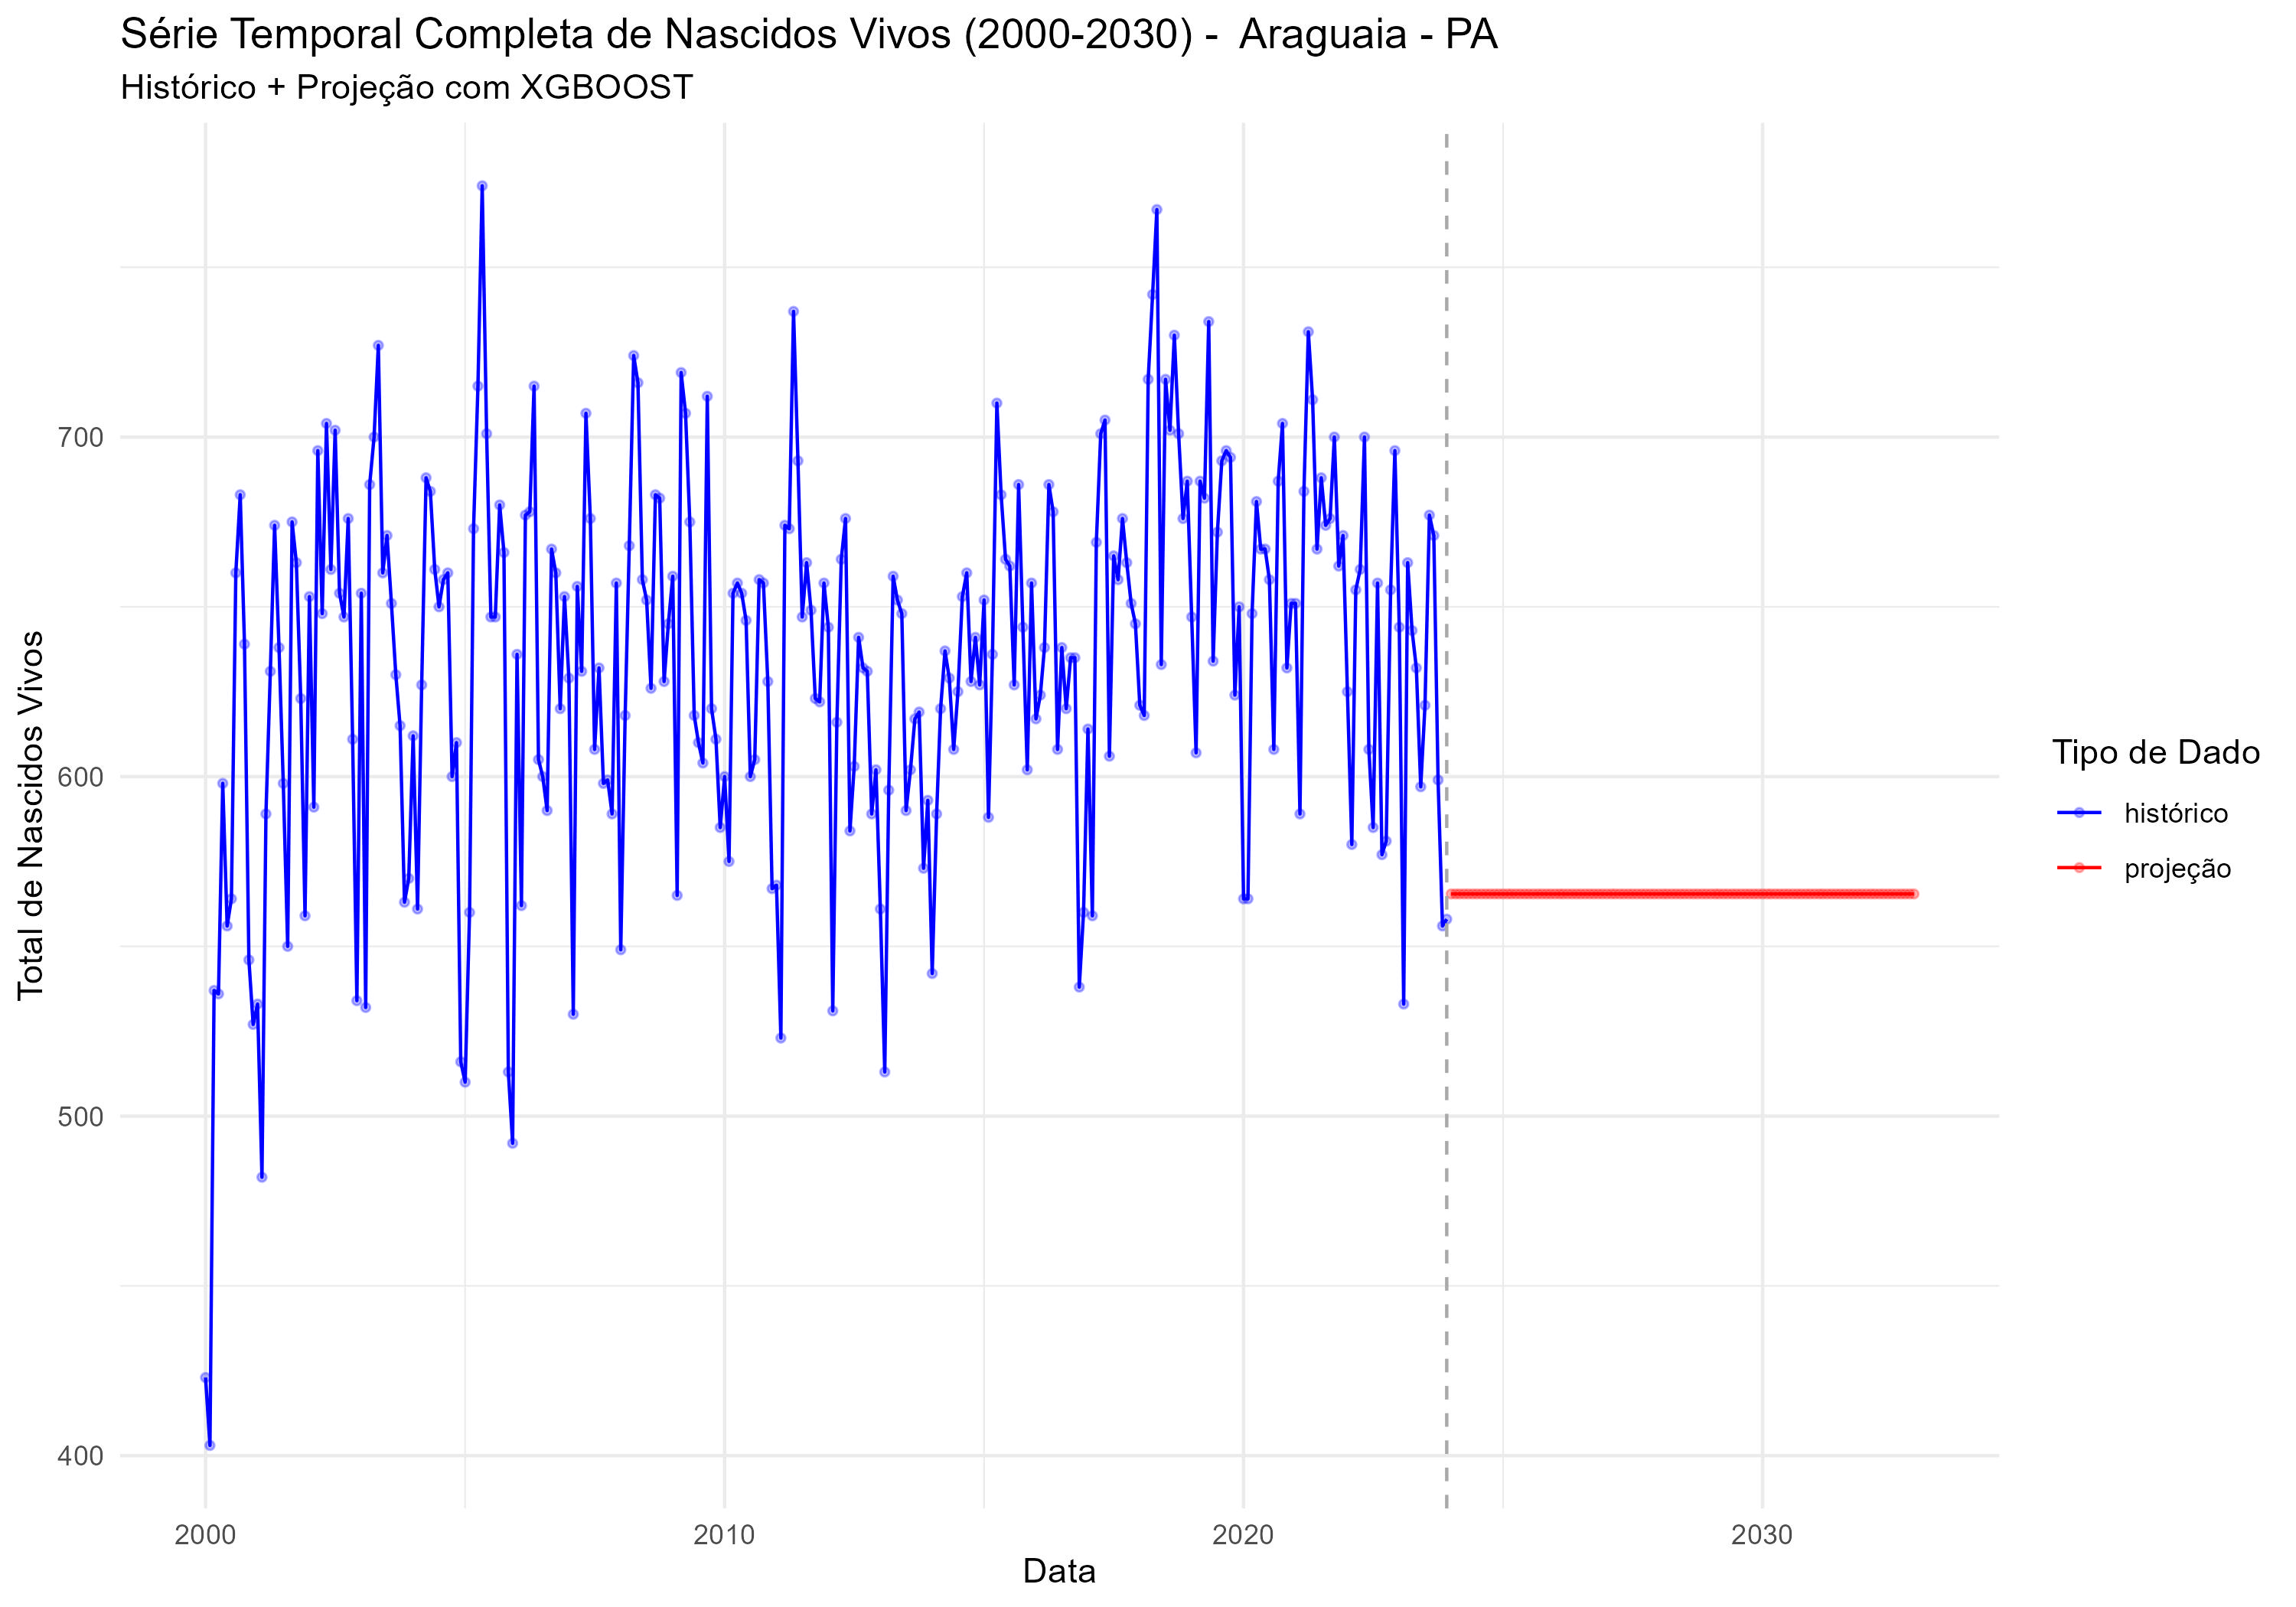 Série Temporal Completa de Nascidos Vivos (2000-2030) -  Araguaia - PA
Histórico + Projeção com XGBOOST
Total de Nascidos Vivos
700
600
500
400
2000
2010
2020
2030
Data
Tipo de Dado
histórico
projeção